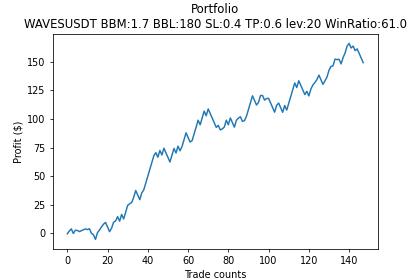 Portfolio
WAVESUSDT BBM:1.7 BBL:180 SL:0.4 TP:0.6 lev:20 WinRatio:61.0
150
125
100
75
50
25
0
Profit ($)
0 20 40 60 80 100 120 140
Trade counts